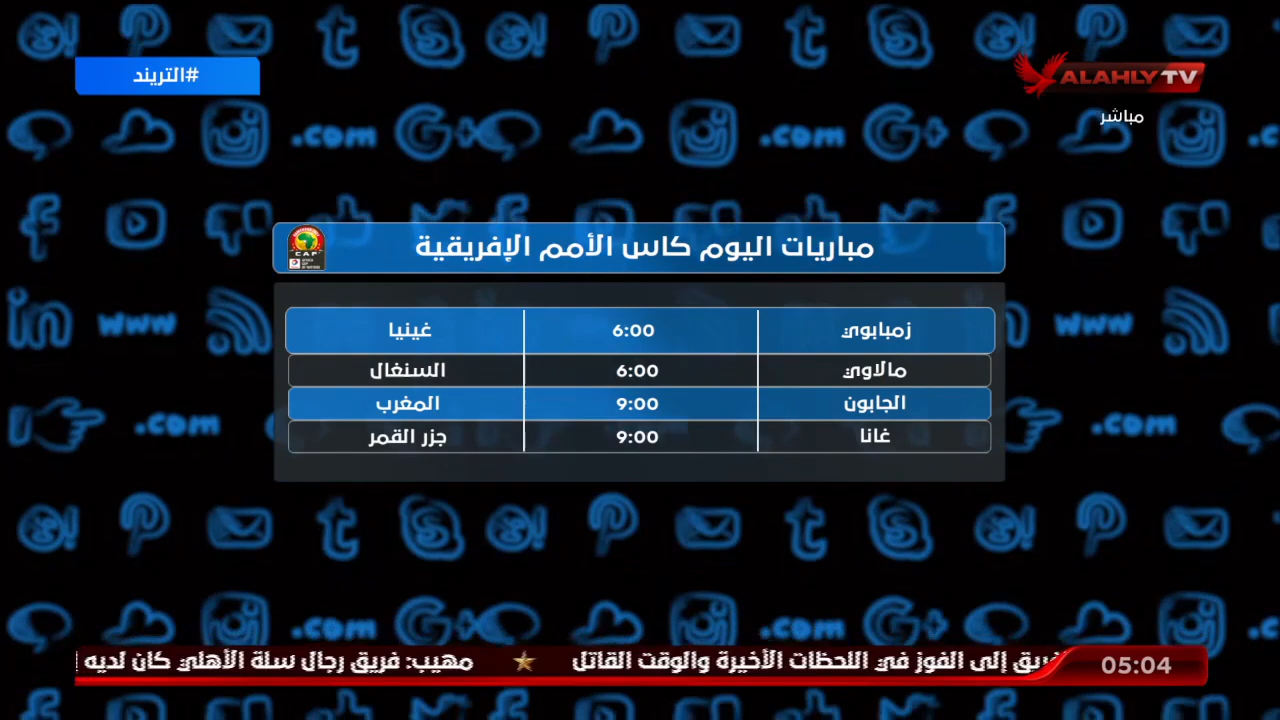 #التريند
ALAHLY TV
مباشر
مباريات اليوم كاس الأمم الإفريقية
زمبابوي 6:00 غينيا
مالاوي 6:00 السنغال
الجابون 9:00 المغرب
غانا 9:00 جزر القمر
05:04 فريق إلى الفوز في اللحظات الأخيرة والوقت القاتل مهيب: فريق رجال سلة الأهلي كان لديه